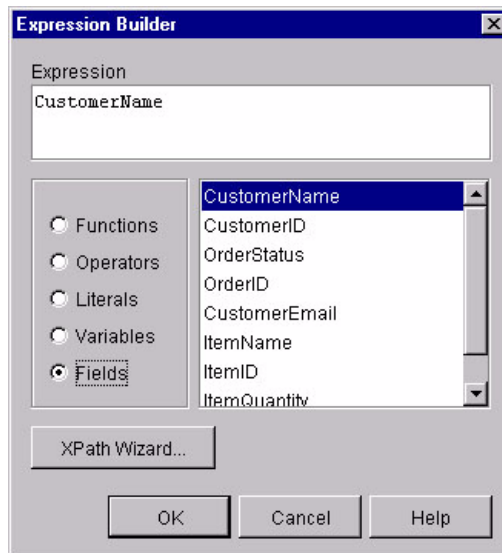 Expression Builder
Expression
CustomerName
Functions
Operators
Literals
Variables
Fields
CustomerName
CustomerID
OrderStatus
OrderID
CustomerEmail
ItemName
ItemID
ItemQuantity
XPath Wizard...
OK Cancel Help